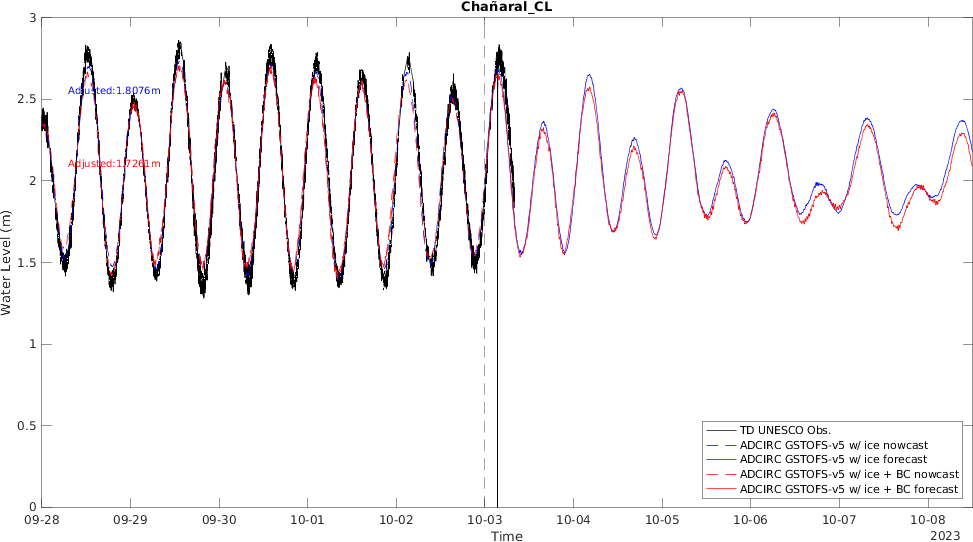 Chañaral_CL
3
2.5
2
1.5
1
0.5
0
Water Level (m)
Adjusted:1.8076m
Adjusted:1.7261m
TD UNESCO Obs.
ADCIRC GSTOFS-v5 w/ ice nowcast
ADCIRC GSTOFS-v5 w/ ice forecast
ADCIRC GSTOFS-v5 w/ ice + BC nowcast
ADCIRC GSTOFS-v5 w/ ice + BC forecast
09-28 09-29 09-30 10-01 10-02 10-03 10-04 10-05 10-06 10-07 10-08
Time
2023